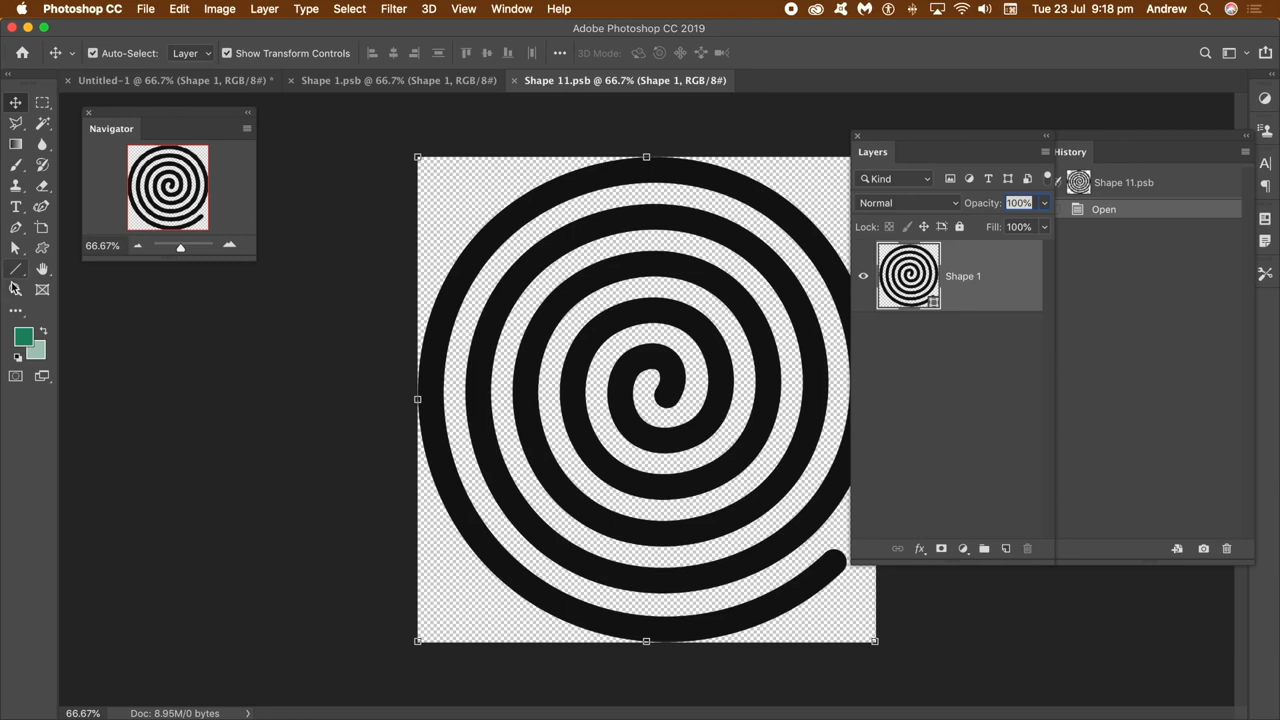 Photoshop CC File Edit Image Layer Type Select Filter 3D View Window Help Tue 23 Jul 9:18 pm Andrew
Adobe Photoshop CC 2019
Auto-Select: Layer Show Transform Controls 3D Mode:
Untitled-1 @ 66.7% (Shape 1, RGB/8#) * Shape 1.psb @ 66.7% (Shape 1, RGB/8#) Shape 11.psb @ 66.7% (Shape 1, RGB/8#)
Navigator
66.67%
Layers
Kind
Normal Opacity: 100%
Lock: Fill: 100%
Shape 1
History
Shape 11.psb
Open
66.67% Doc: 8.95M/0 bytes